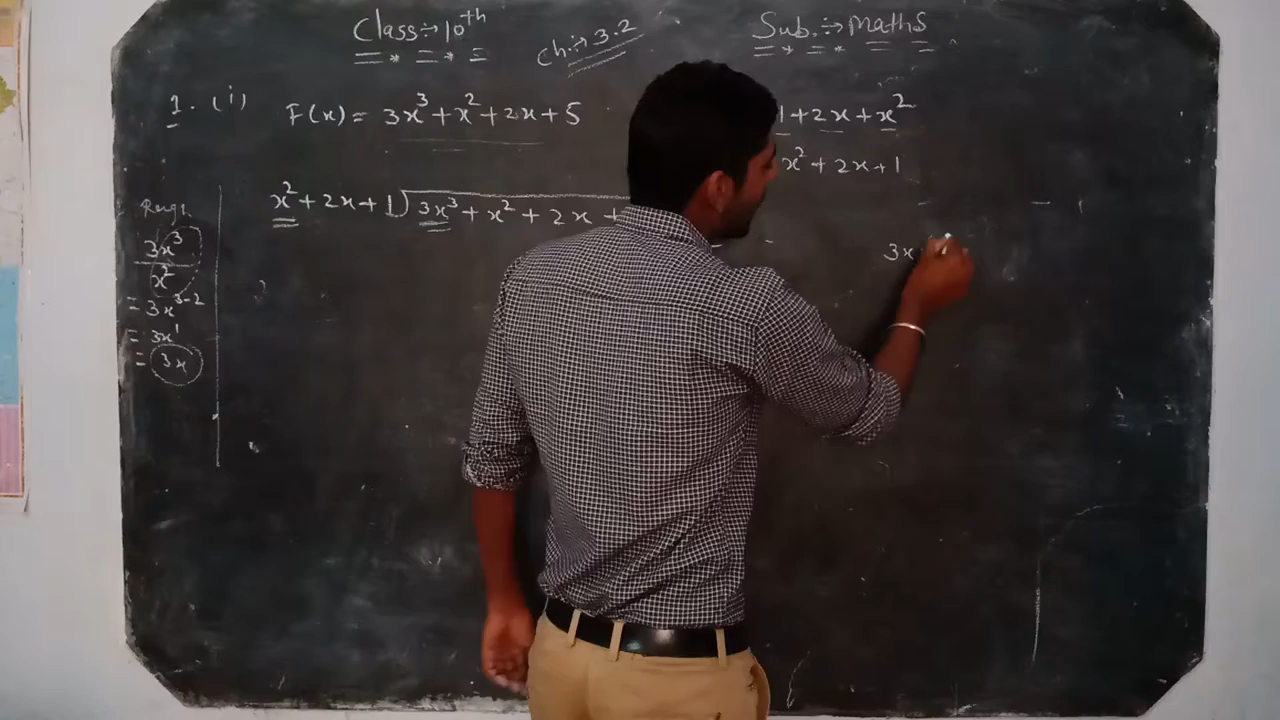 Class:- 10th
Sub.:- Maths
Ch:- 3.2
1. (i) F(x) = 3x³ + x² + 2x + 5
1 + 2x + x²
x² + 2x + 1
x² + 2x + 1) 3x³ + x² + 2x +
3x
3x³
x²
= 3x³⁻²
= 3x¹
= 3x